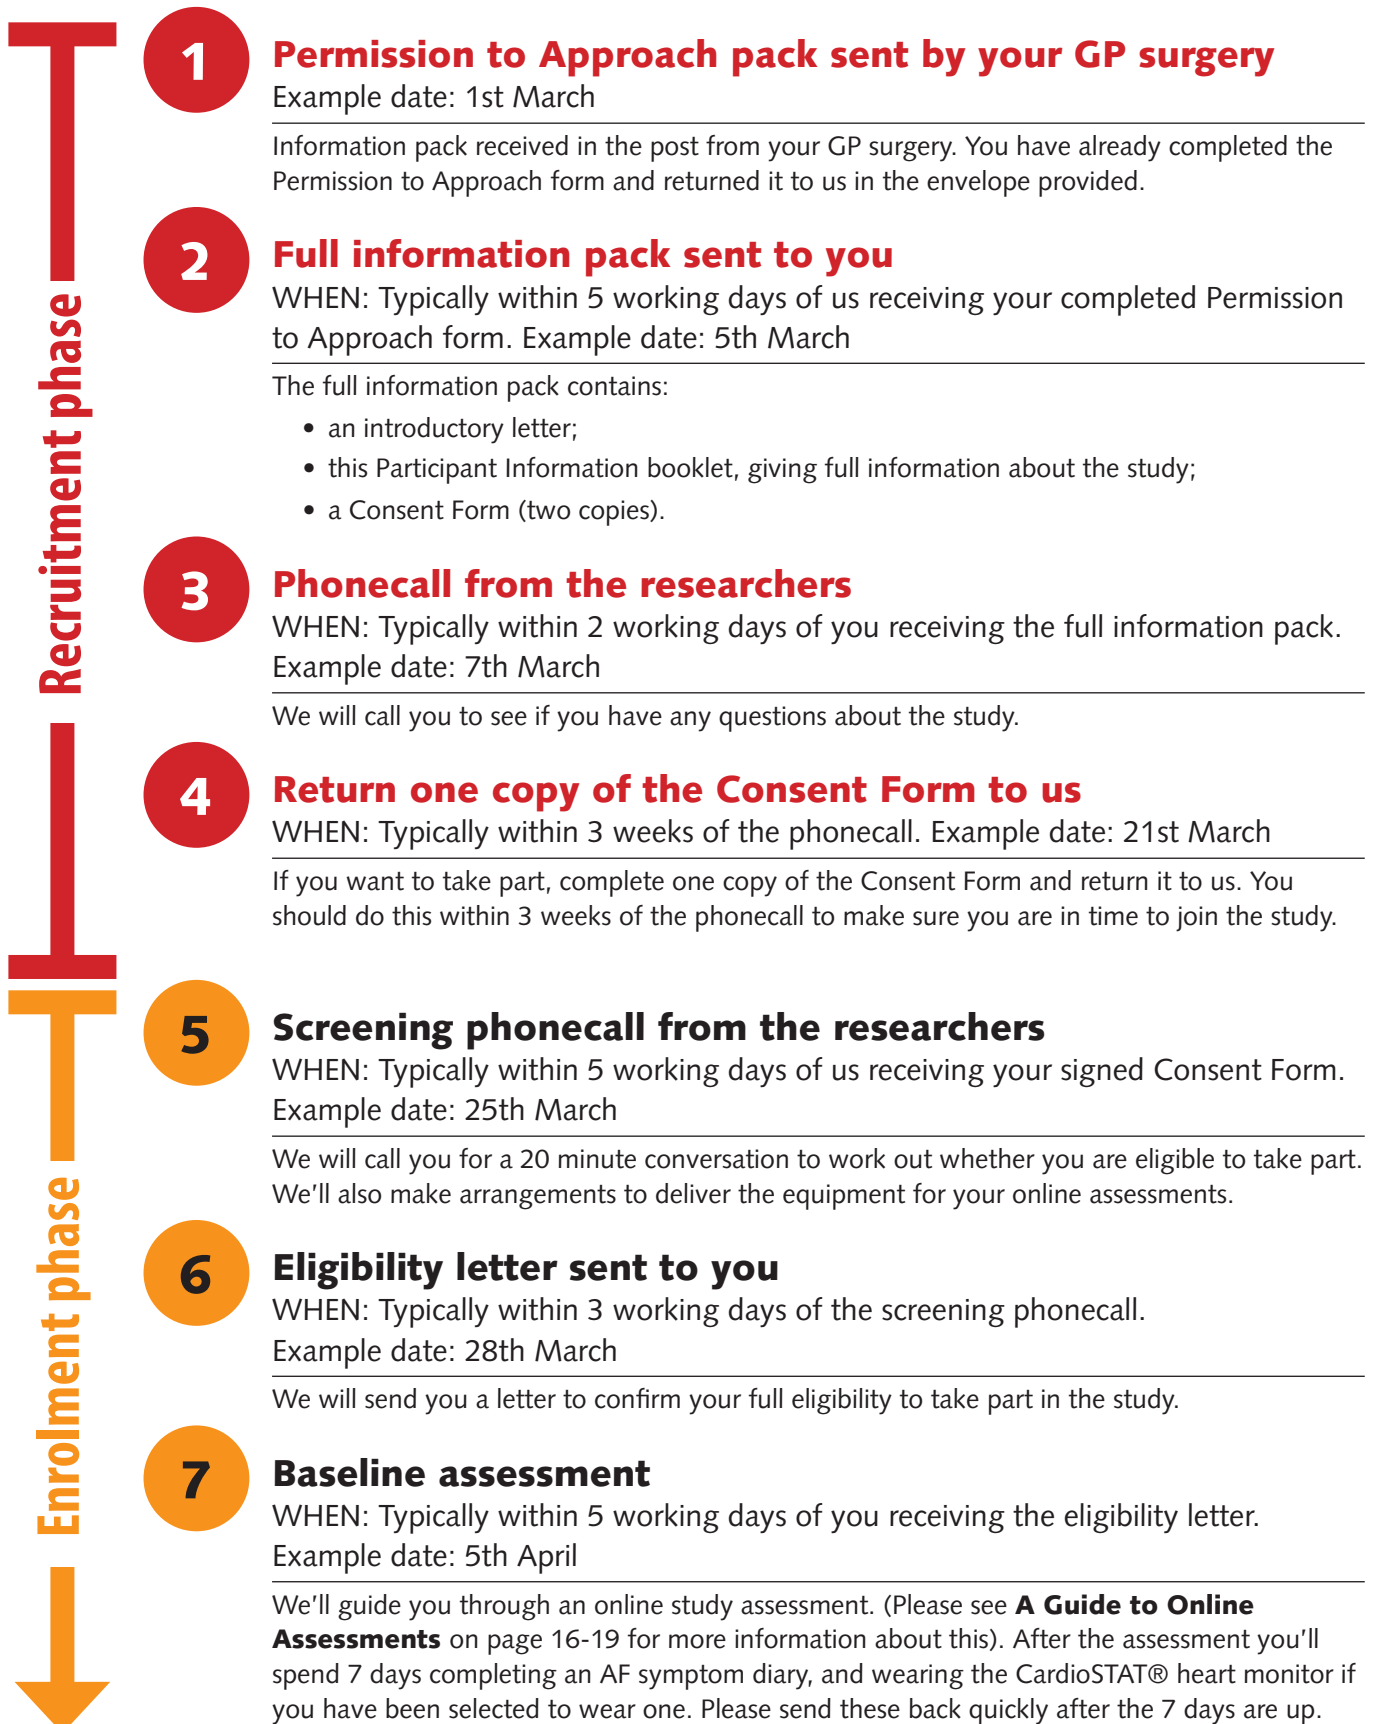 Recruitment phase
1
Permission to Approach pack sent by your GP surgery
Example date: 1st March
Information pack received in the post from your GP surgery. You have already completed the
Permission to Approach form and returned it to us in the envelope provided.
2
Full information pack sent to you
WHEN: Typically within 5 working days of us receiving your completed Permission
to Approach form. Example date: 5th March
The full information pack contains:
• an introductory letter;
• this Participant Information booklet, giving full information about the study;
• a Consent Form (two copies).
3
Phonecall from the researchers
WHEN: Typically within 2 working days of you receiving the full information pack.
Example date: 7th March
We will call you to see if you have any questions about the study.
4
Return one copy of the Consent Form to us
WHEN: Typically within 3 weeks of the phonecall. Example date: 21st March
If you want to take part, complete one copy of the Consent Form and return it to us. You
should do this within 3 weeks of the phonecall to make sure you are in time to join the study.
Enrolment phase
5
Screening phonecall from the researchers
WHEN: Typically within 5 working days of us receiving your signed Consent Form.
Example date: 25th March
We will call you for a 20 minute conversation to work out whether you are eligible to take part.
We'll also make arrangements to deliver the equipment for your online assessments.
6
Eligibility letter sent to you
WHEN: Typically within 3 working days of the screening phonecall.
Example date: 28th March
We will send you a letter to confirm your full eligibility to take part in the study.
7
Baseline assessment
WHEN: Typically within 5 working days of you receiving the eligibility letter.
Example date: 5th April
We'll guide you through an online study assessment. (Please see A Guide to Online
Assessments on page 16-19 for more information about this). After the assessment you'll
spend 7 days completing an AF symptom diary, and wearing the CardioSTAT® heart monitor if
you have been selected to wear one. Please send these back quickly after the 7 days are up.